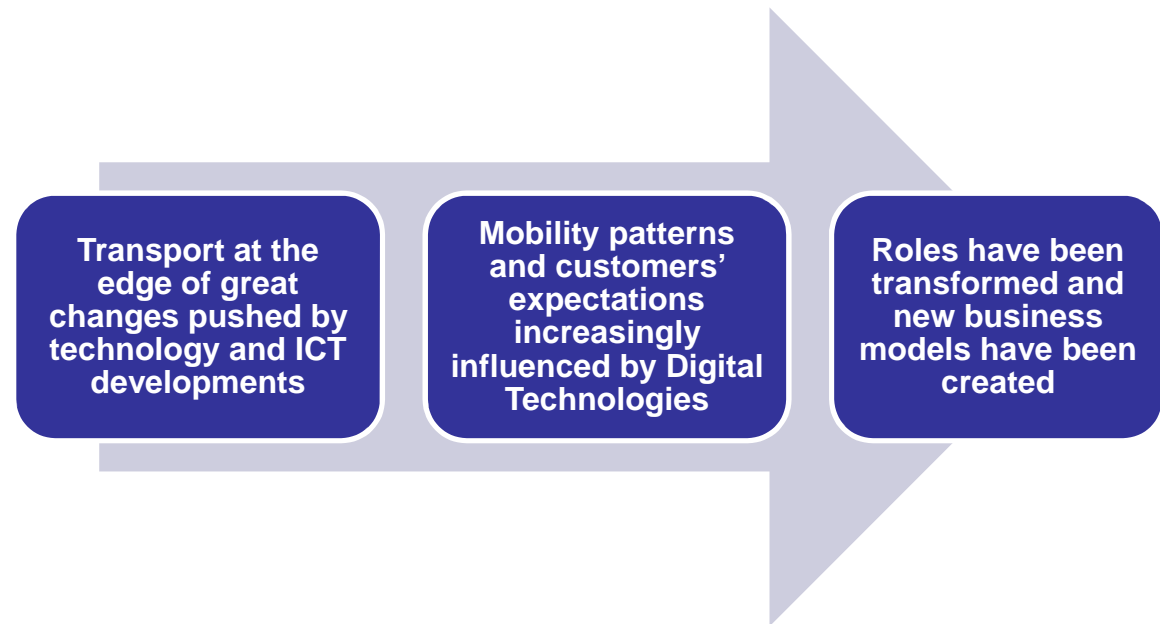 Transport at the
edge of great
changes pushed by
technology and ICT
developments
Mobility patterns
and customers’
expectations
increasingly
influenced by Digital
Technologies
Roles have been
transformed and
new business
models have been
created